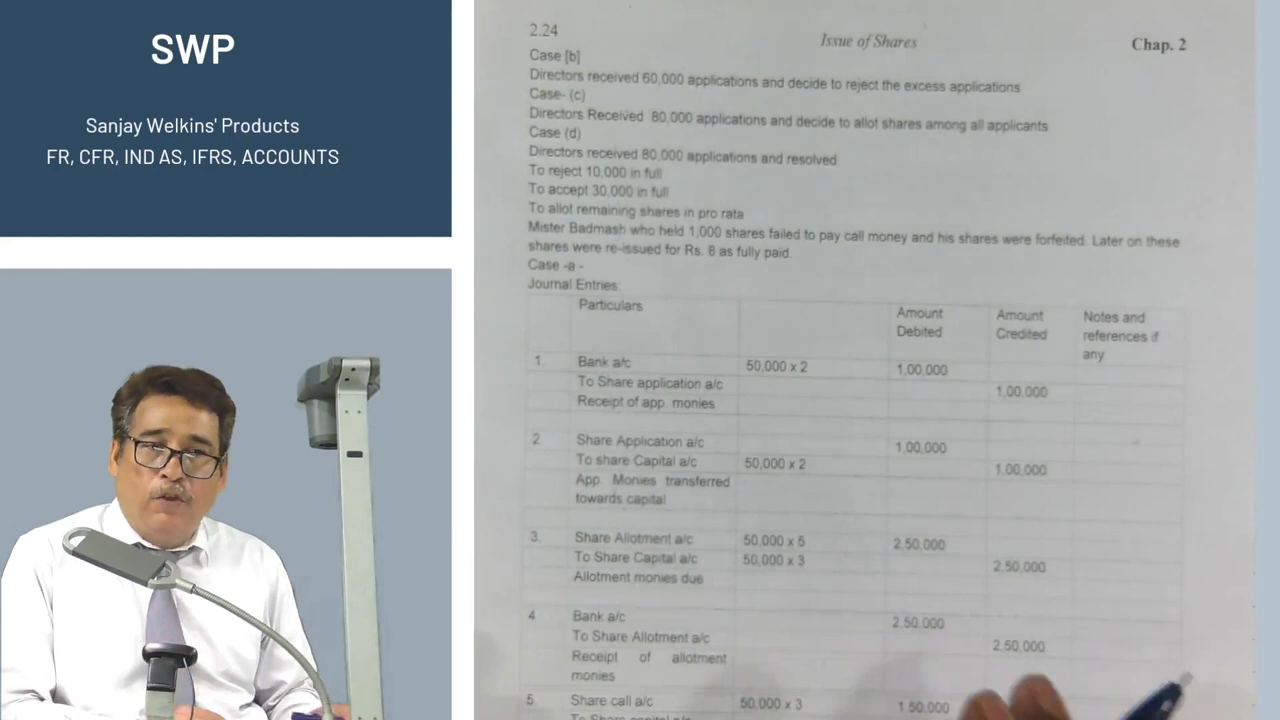 SWP
Sanjay Welkins' Products
FR, CFR, IND AS, IFRS, ACCOUNTS
2.24 Issue of Shares Chap. 2
Case [b]
Directors received 60,000 applications and decide to reject the excess applications
Case- (c)
Directors Received 80,000 applications and decide to allot shares among all applicants
Case (d)
Directors received 80,000 applications and resolved
To reject 10,000 in full
To accept 30,000 in full
To allot remaining shares in pro rata
Mister Badmash who held 1,000 shares failed to pay call money and his shares were forfeited. Later on these
shares were re-issued for Rs. 8 as fully paid.
Case -a -
Journal Entries:
Particulars Amount Debited Amount Credited Notes and references if any
1. Bank a/c 50,000 x 2 1,00,000
To Share application a/c 1,00,000
Receipt of app. monies
2. Share Application a/c 1,00,000
To share Capital a/c 50,000 x 2 1,00,000
App. Monies transferred
towards capital
3. Share Allotment a/c 50,000 x 5 2,50,000
To Share Capital a/c 50,000 x 3 2,50,000
Allotment monies due
4 Bank a/c 2,50,000
To Share Allotment a/c 2,50,000
Receipt of allotment
monies
5 Share call a/c 50,000 x 3 1,50,000
To Share capital a/c